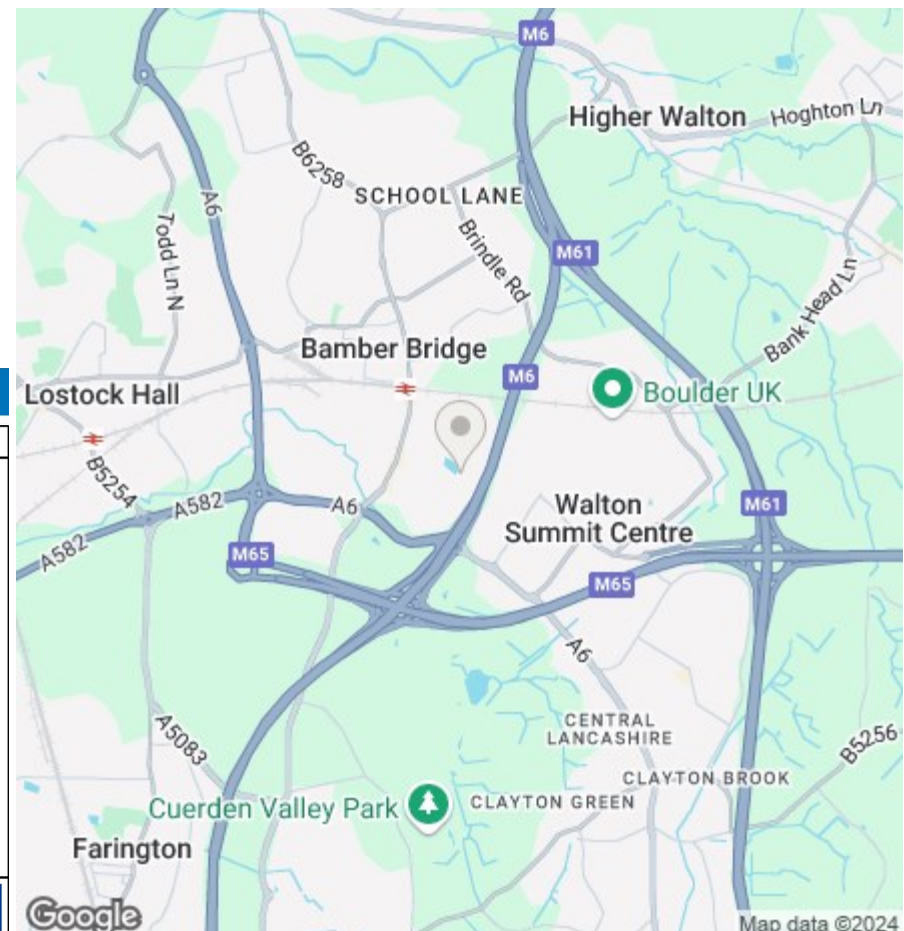 M6
Higher Walton
Hoghton Ln
B6258
SCHOOL LANE
A6
Todd Ln N
Brindle Rd
M61
Bank Head Ln
Bamber Bridge
M6
Lostock Hall
Boulder UK
B5254
A582
A6
Walton
Summit Centre
M61
A582
M65
M65
A6
A5083
CENTRAL
LANCASHIRE
B5256
CLAYTON BROOK
Cuerden Valley Park
CLAYTON GREEN
Farington
Google
Map data ©2024